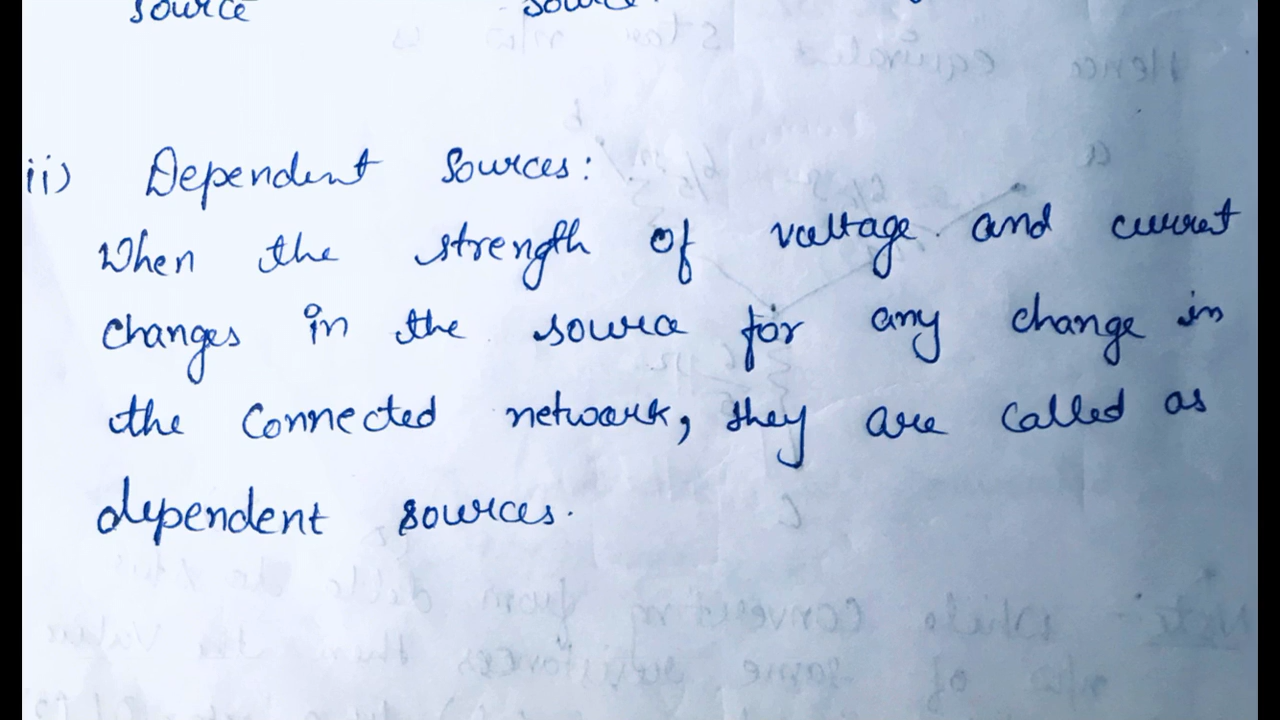 source source
ii) Dependent Sources:
When the strength of voltage and current
changes in the source for any change in
the connected network, they are called as
dependent sources.